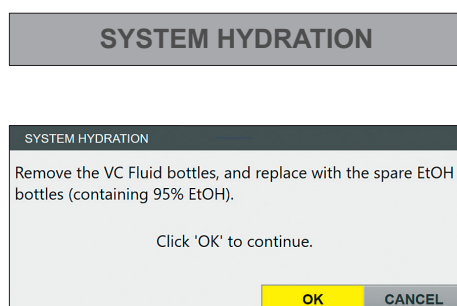 SYSTEM HYDRATION
SYSTEM HYDRATION
Remove the VC Fluid bottles, and replace with the spare EtOH
bottles (containing 95% EtOH).
Click 'OK' to continue.
OK CANCEL